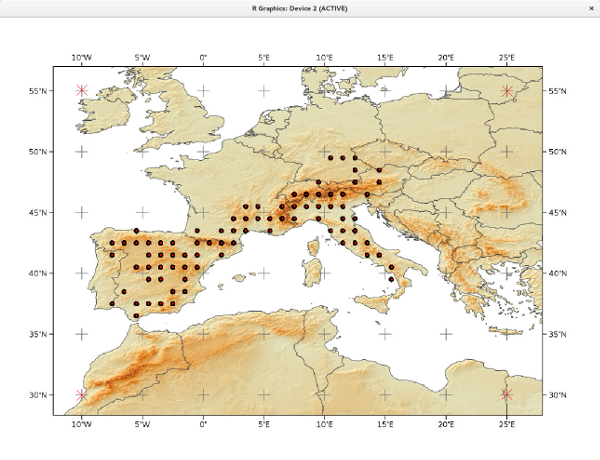 R Graphics: Device 2 (ACTIVE)
×
10°W 5°W 0° 5°E 10°E 15°E 20°E 25°E
55°N 55°N
50°N 50°N
45°N 45°N
40°N 40°N
35°N 35°N
30°N 30°N
10°W 5°W 0° 5°E 10°E 15°E 20°E 25°E